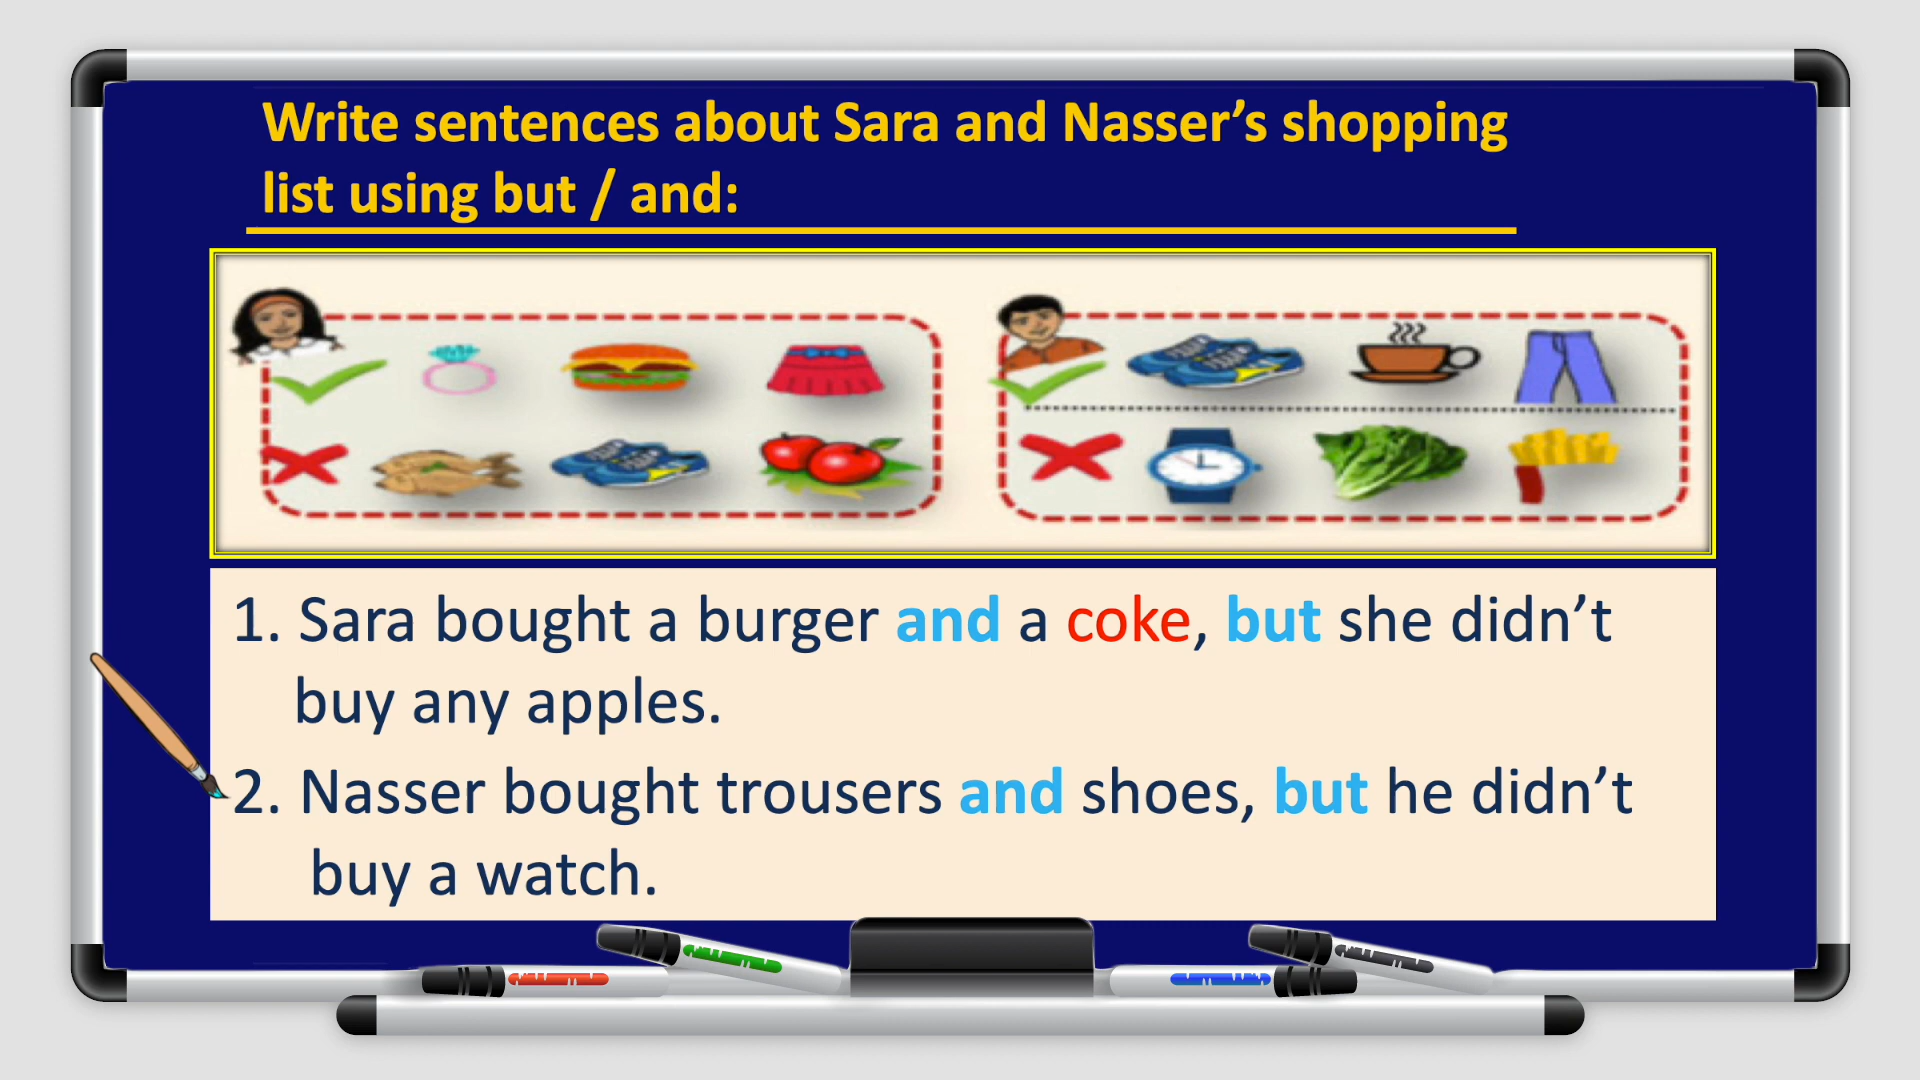 Write sentences about Sara and Nasser’s shopping
list using but / and:
1. Sara bought a burger and a coke, but she didn’t
buy any apples.
2. Nasser bought trousers and shoes, but he didn’t
buy a watch.